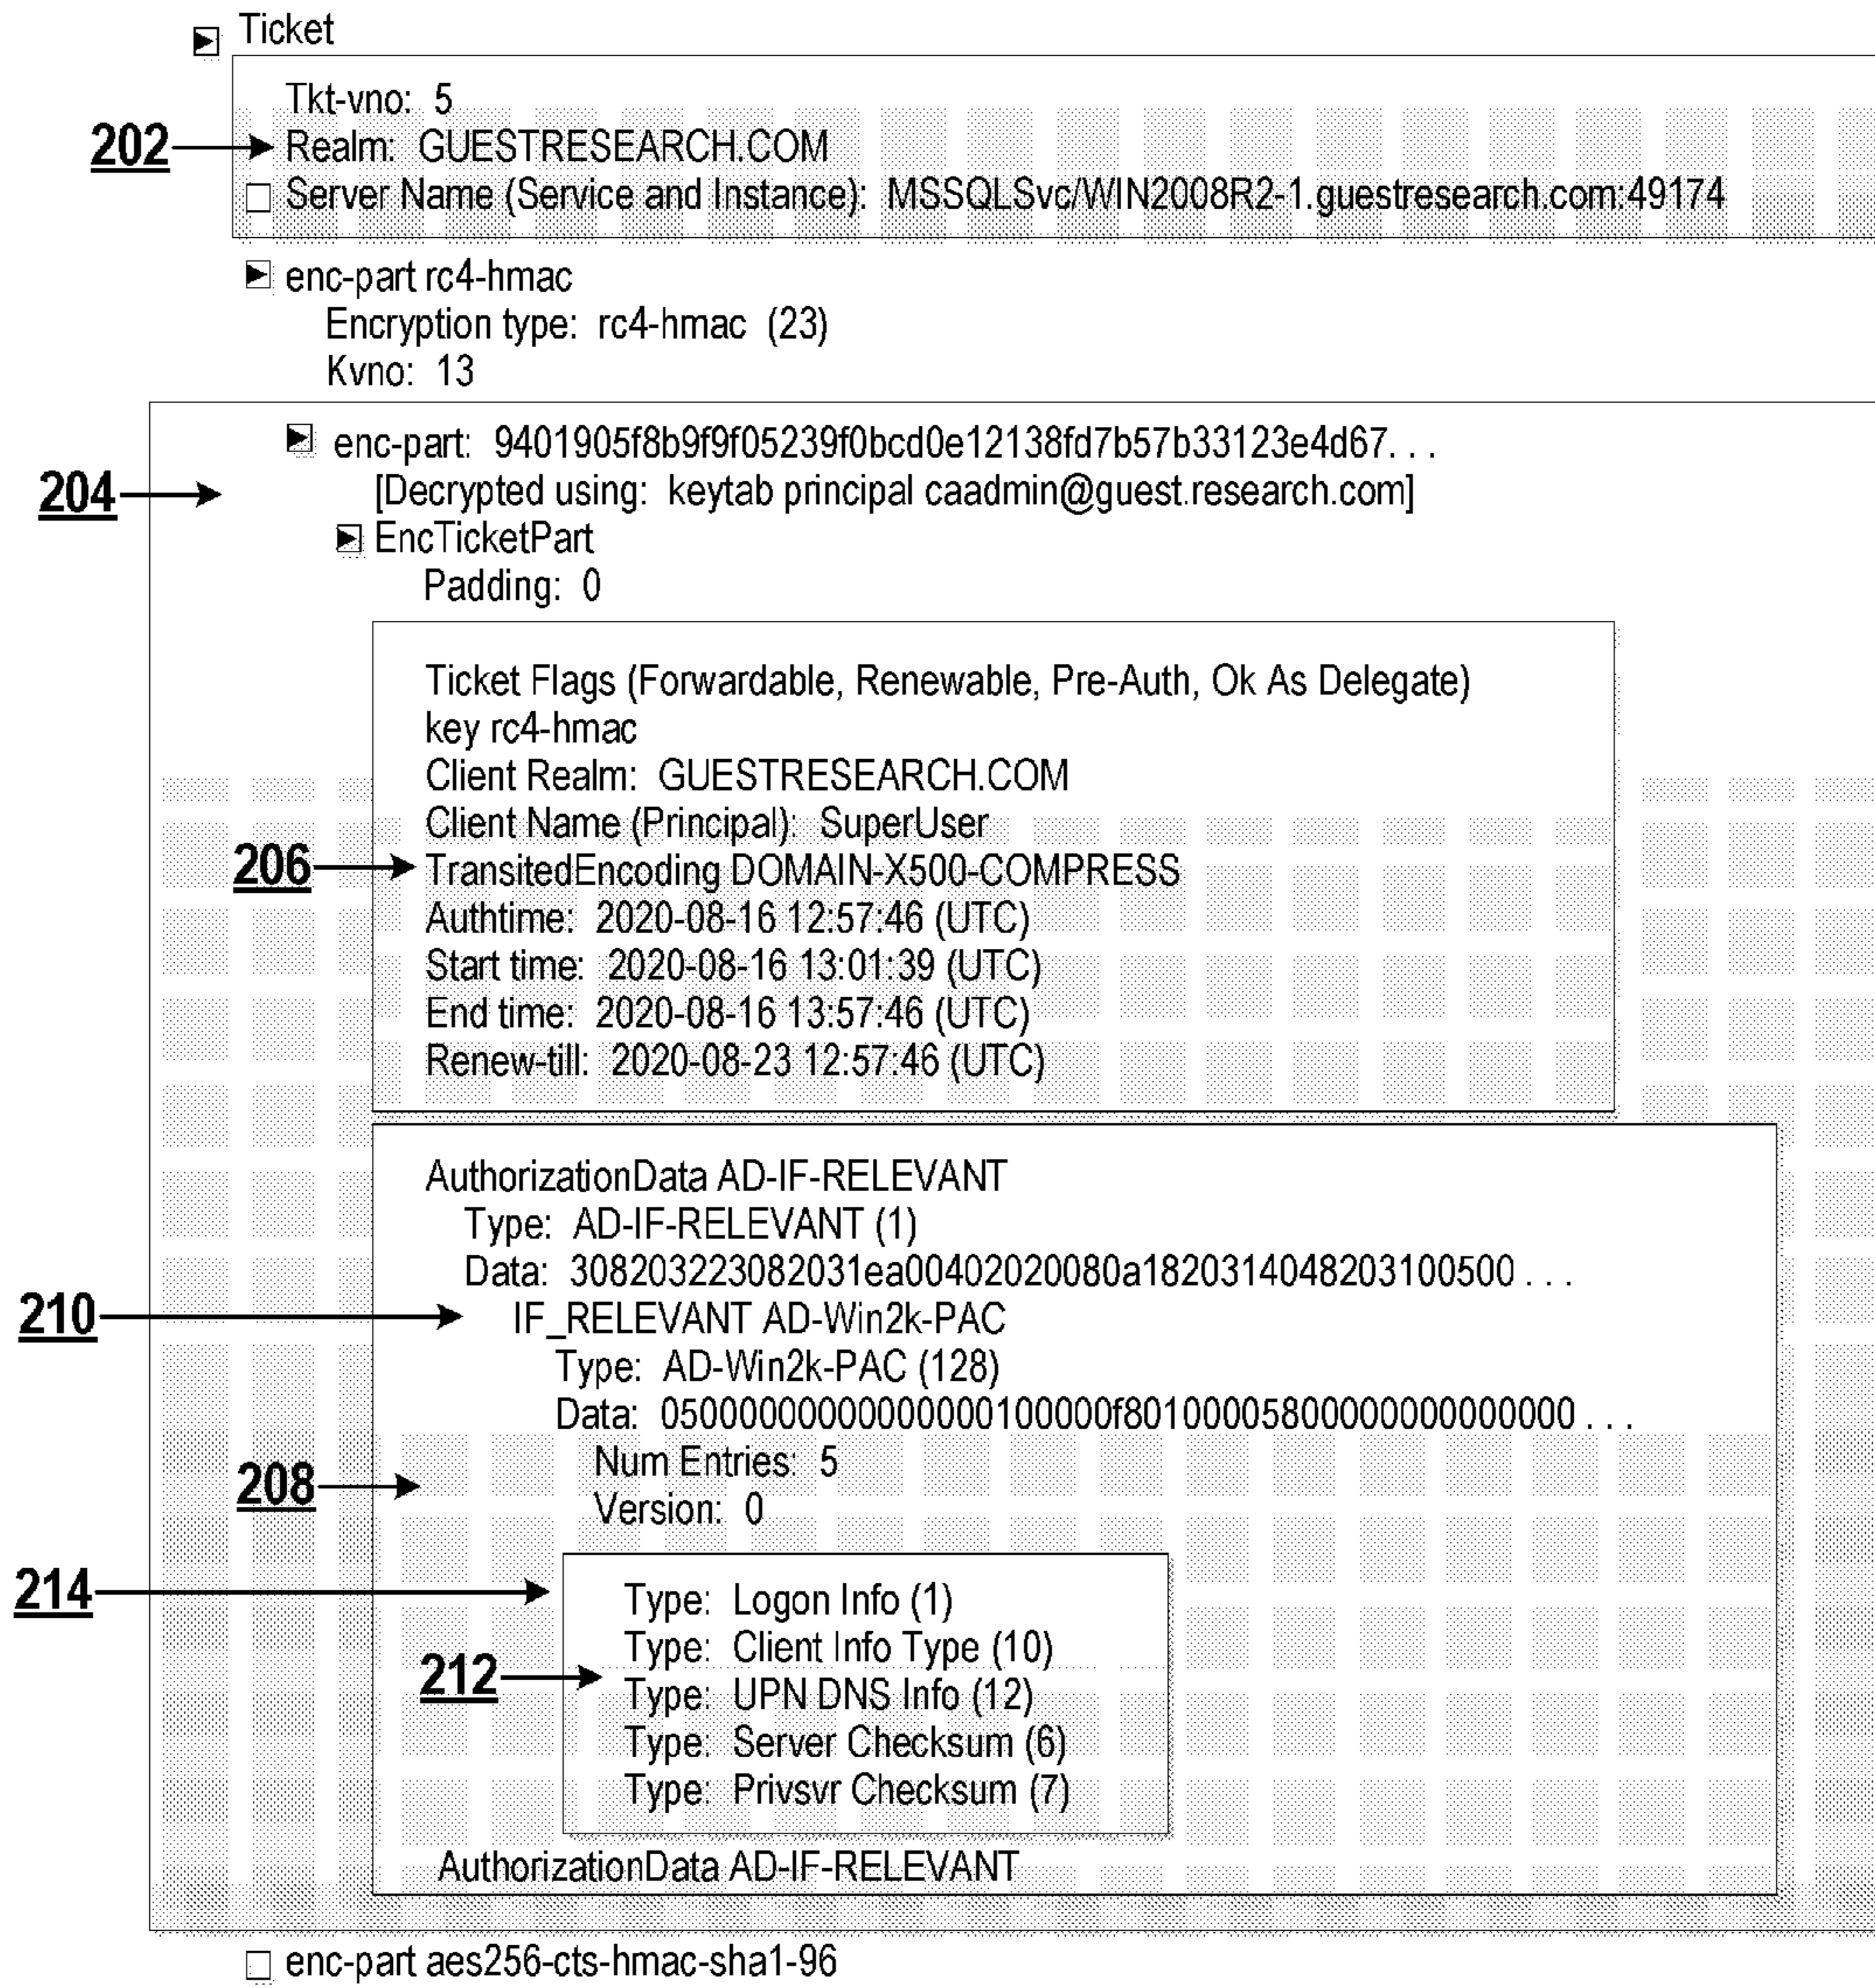 Ticket
Tkt-vno: 5
202
Realm: GUESTRESEARCH.COM
Server Name (Service and Instance): MSSQLSvc/WIN2008R2-1.guestresearch.com:49174
enc-part rc4-hmac
Encryption type: rc4-hmac (23)
Kvno: 13
enc-part: 9401905f8b9f9f05239f0bcd0e12138fd7b57b33123e4d67. . .
204
[Decrypted using: keytab principal caadmin@guest.research.com]
EncTicketPart
Padding: 0
Ticket Flags (Forwardable, Renewable, Pre-Auth, Ok As Delegate)
key rc4-hmac
Client Realm: GUESTRESEARCH.COM
Client Name (Principal): SuperUser
206
TransitedEncoding DOMAIN-X500-COMPRESS
Authtime: 2020-08-16 12:57:46 (UTC)
Start time: 2020-08-16 13:01:39 (UTC)
End time: 2020-08-16 13:57:46 (UTC)
Renew-till: 2020-08-23 12:57:46 (UTC)
AuthorizationData AD-IF-RELEVANT
Type: AD-IF-RELEVANT (1)
Data: 308203223082031ea00402020080a1820314048203100500 . . .
210
IF_RELEVANT AD-Win2k-PAC
Type: AD-Win2k-PAC (128)
Data: 05000000000000000100000f801000058000000000000000 . . .
Num Entries: 5
208
Version: 0
214
Type: Logon Info (1)
Type: Client Info Type (10)
212
Type: UPN DNS Info (12)
Type: Server Checksum (6)
Type: Privsvr Checksum (7)
AuthorizationData AD-IF-RELEVANT
enc-part aes256-cts-hmac-sha1-96